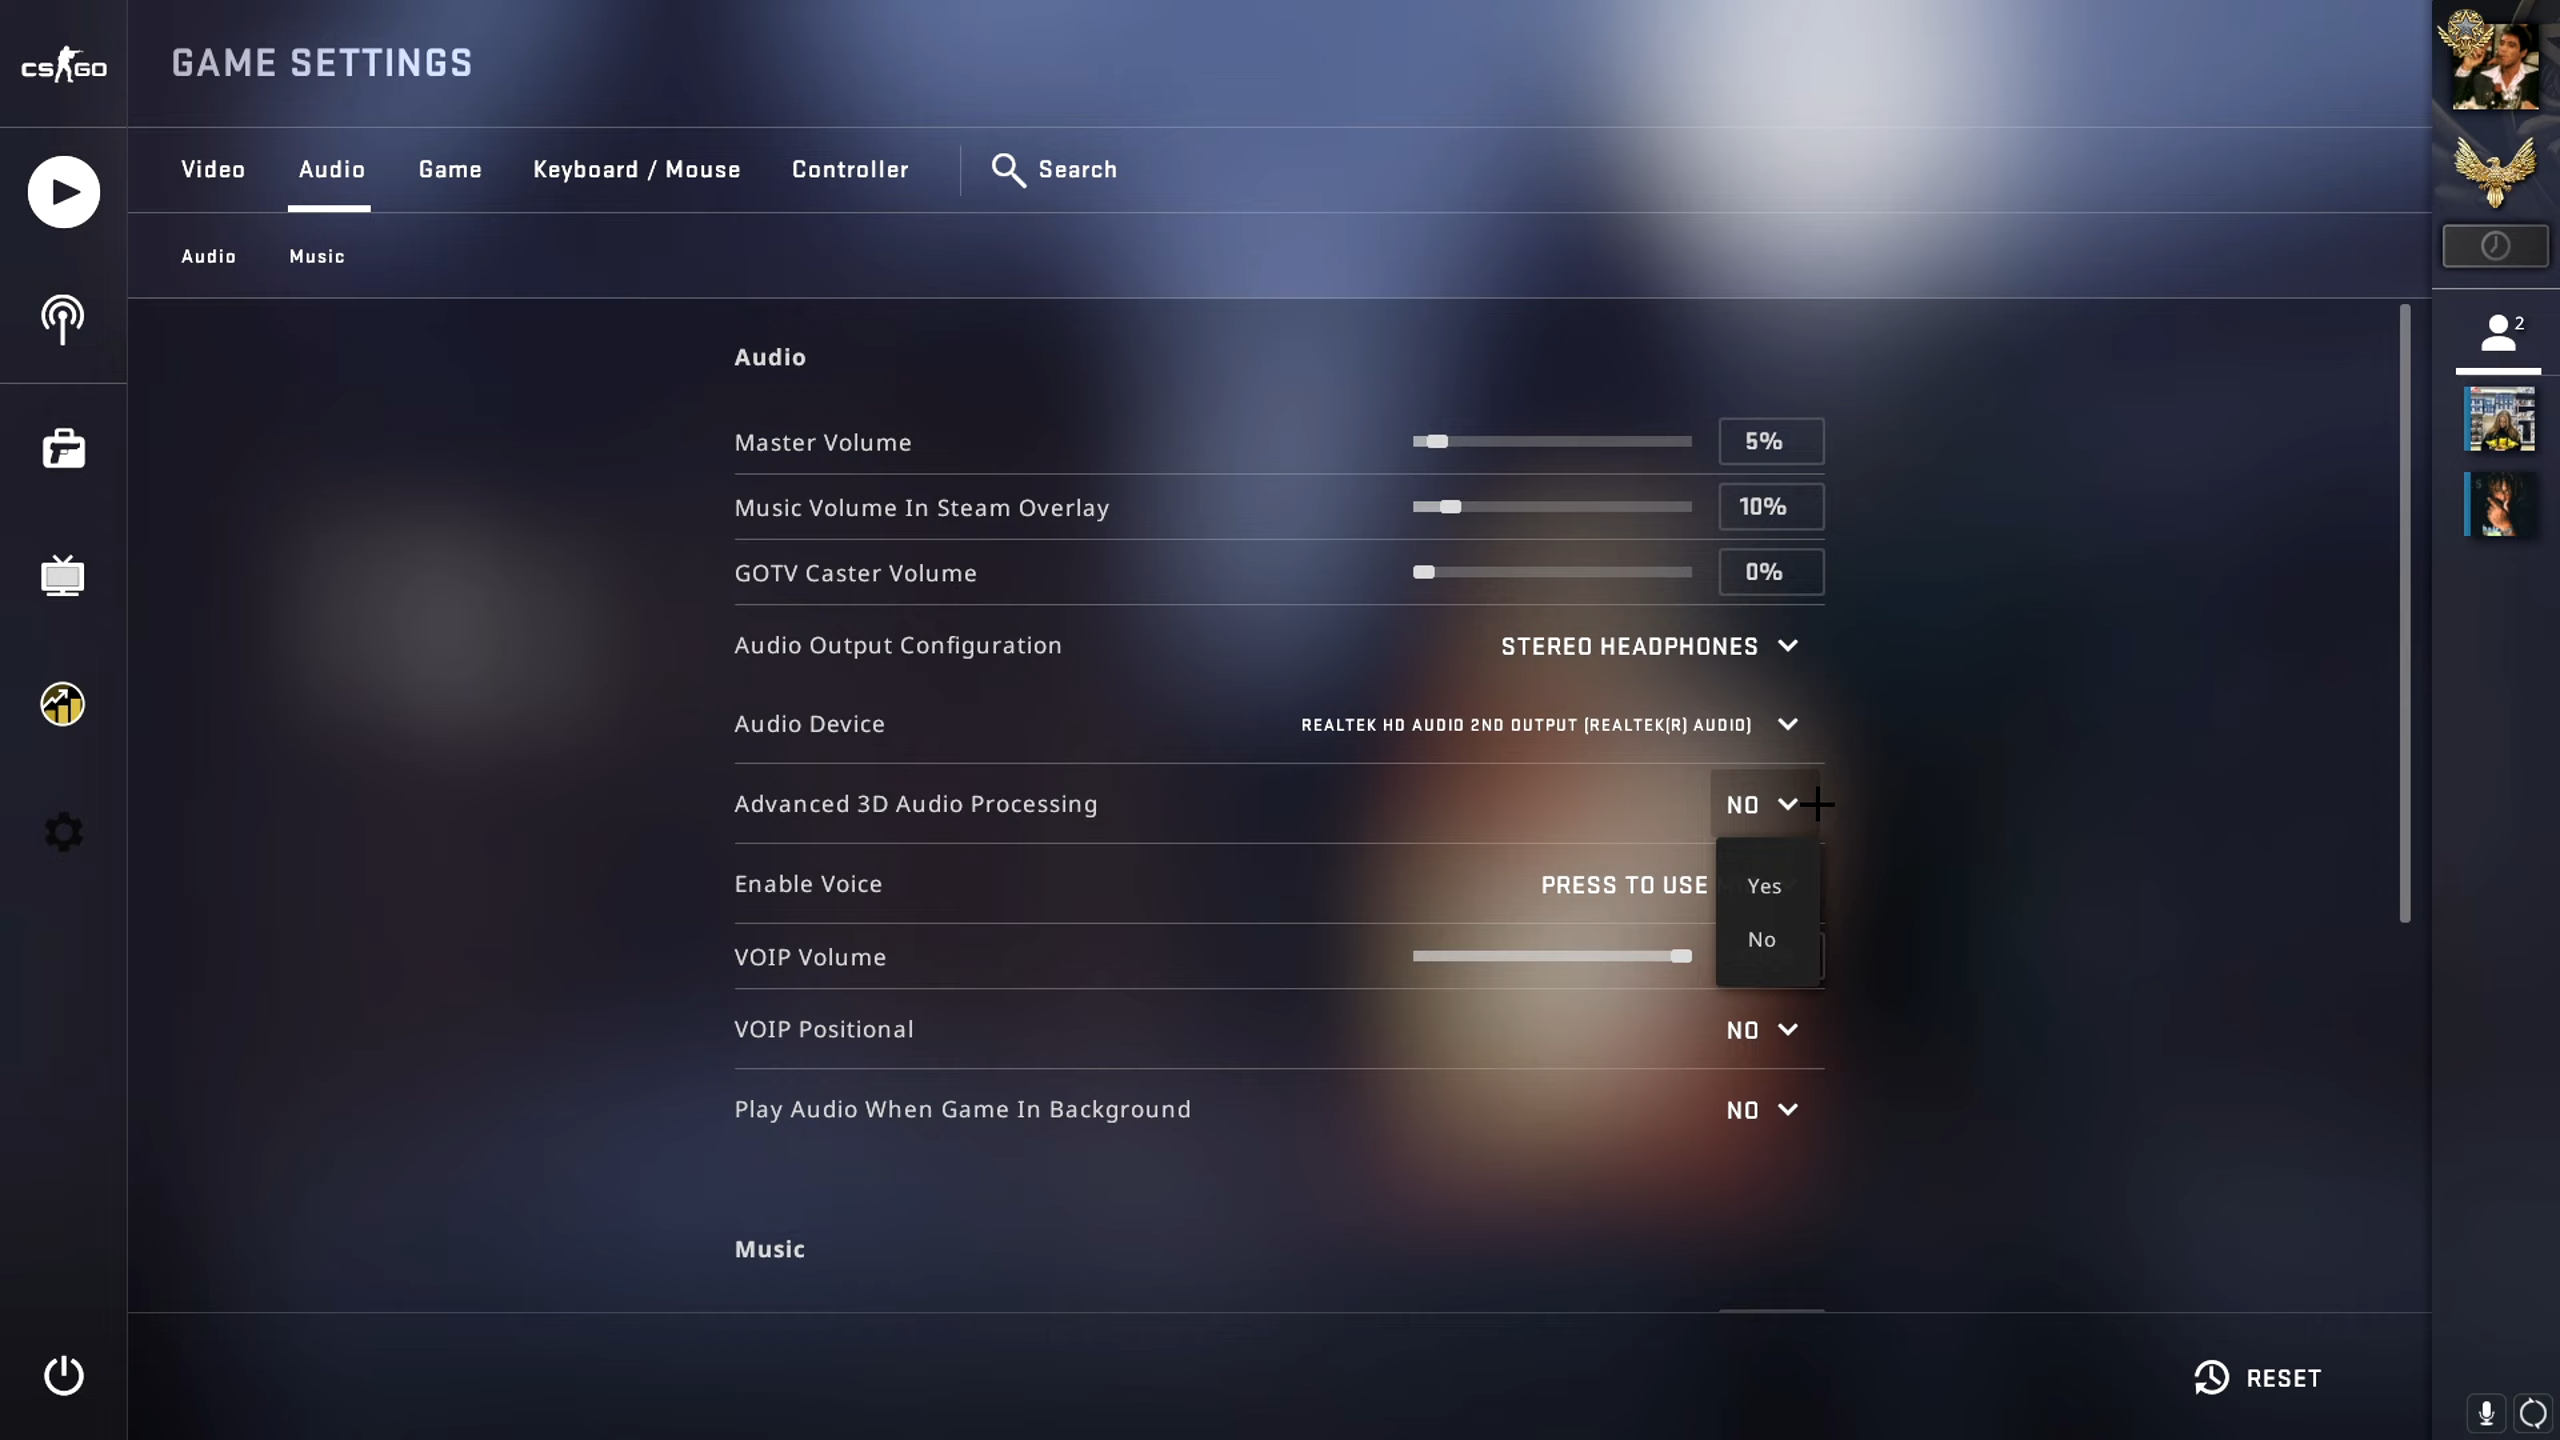 CS GO
GAME SETTINGS
Video Audio Game Keyboard / Mouse Controller Search
Audio Music
2
Audio
Master Volume 5%
Music Volume In Steam Overlay 10%
GOTV Caster Volume 0%
Audio Output Configuration STEREO HEADPHONES
Audio Device REALTEK HD AUDIO 2ND OUTPUT (REALTEK(R) AUDIO)
Advanced 3D Audio Processing NO
Enable Voice PRESS TO USE
Yes
No
VOIP Volume
VOIP Positional NO
Play Audio When Game In Background NO
Music
RESET